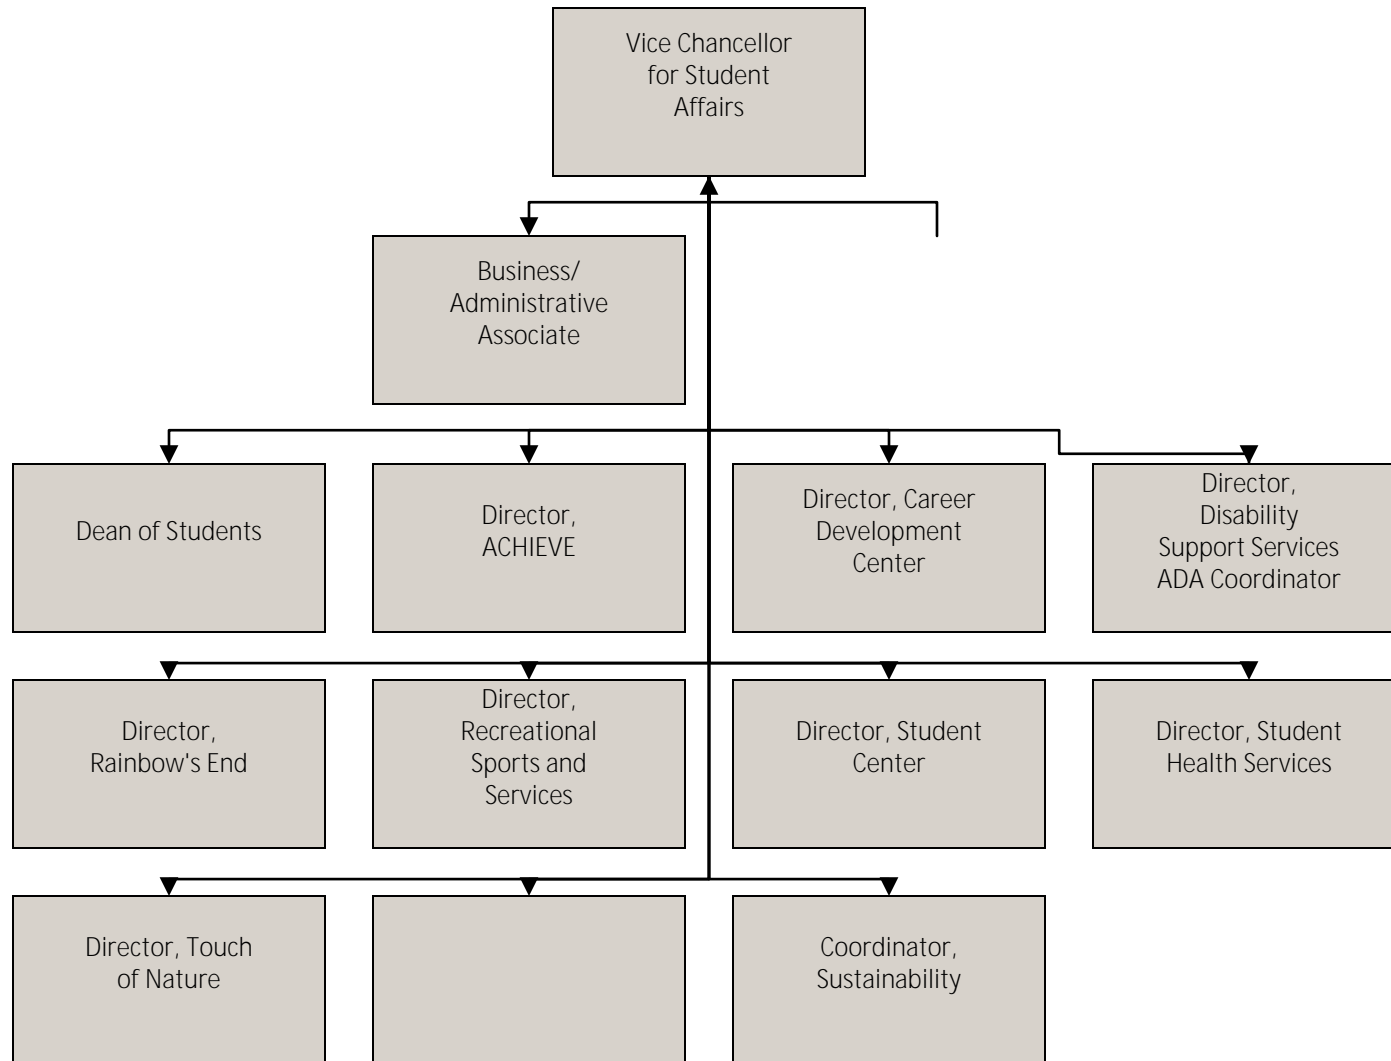 Vice Chancellor
for Student
Affairs
Business/
Administrative
Associate
Dean of Students
Director,
ACHIEVE
Director, Career
Development
Center
Director,
Disability
Support Services
ADA Coordinator
Director,
Rainbow's End
Director,
Recreational
Sports and
Services
Director, Student
Center
Director, Student
Health Services
Director, Touch
of Nature
Coordinator,
Sustainability